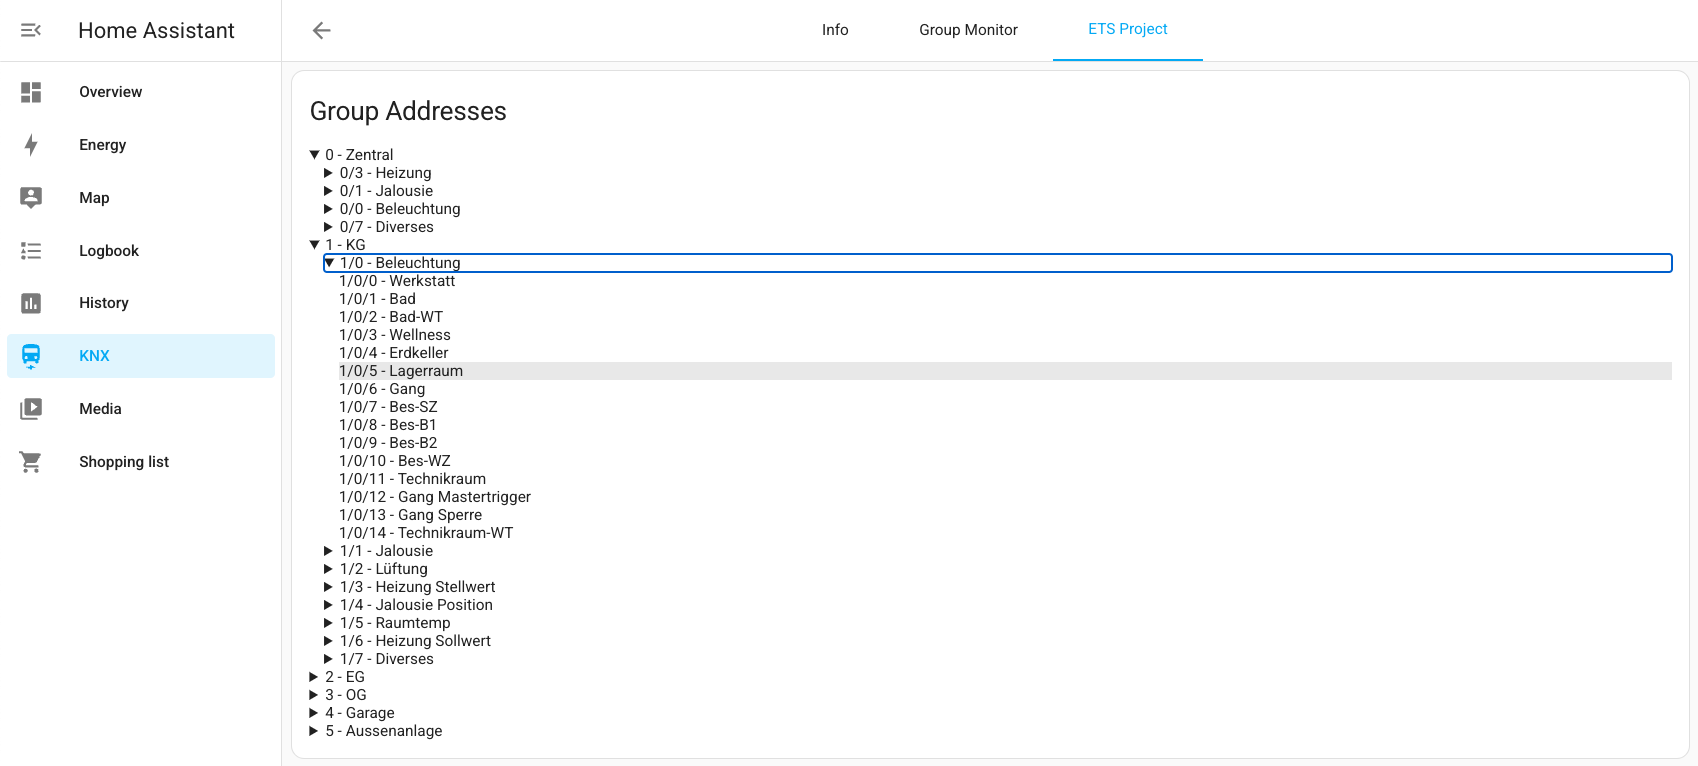 Home Assistant
Info
Group Monitor
ETS Project
Overview
Energy
Map
Logbook
History
KNX
Media
Shopping list
Group Addresses
0 - Zentral
0/3 - Heizung
0/1 - Jalousie
0/0 - Beleuchtung
0/7 - Diverses
1 - KG
1/0 - Beleuchtung
1/0/0 - Werkstatt
1/0/1 - Bad
1/0/2 - Bad-WT
1/0/3 - Wellness
1/0/4 - Erdkeller
1/0/5 - Lagerraum
1/0/6 - Gang
1/0/7 - Bes-SZ
1/0/8 - Bes-B1
1/0/9 - Bes-B2
1/0/10 - Bes-WZ
1/0/11 - Technikraum
1/0/12 - Gang Mastertrigger
1/0/13 - Gang Sperre
1/0/14 - Technikraum-WT
1/1 - Jalousie
1/2 - Lüftung
1/3 - Heizung Stellwert
1/4 - Jalousie Position
1/5 - Raumtemp
1/6 - Heizung Sollwert
1/7 - Diverses
2 - EG
3 - OG
4 - Garage
5 - Aussenanlage